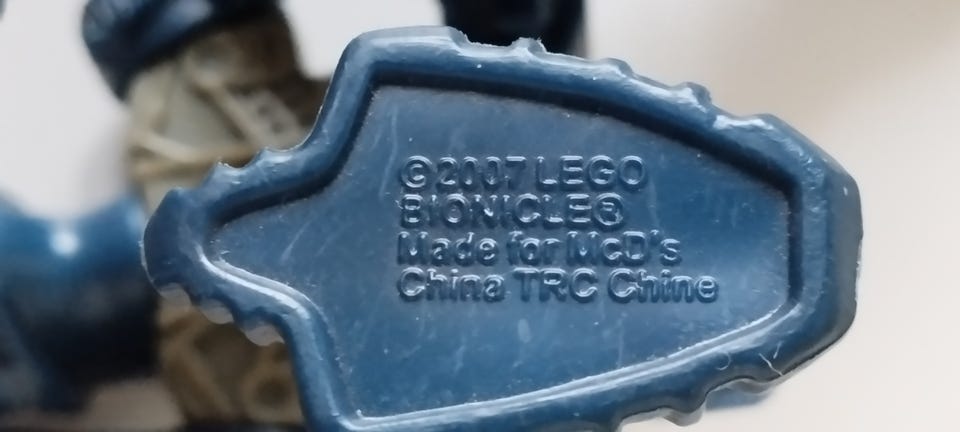 ©2007 LEGO
BIONICLE®
Made for McD's
China TRC Chine